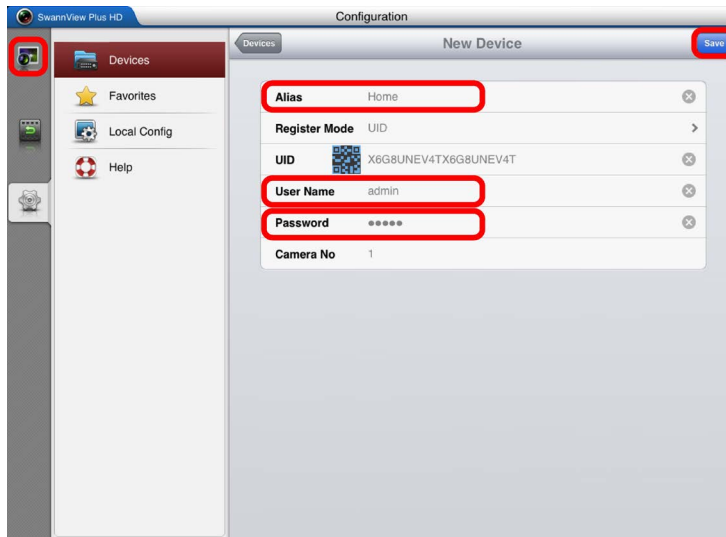 SwannView Plus HD
Configuration
Devices
New Device
Save
Devices
Favorites
Local Config
Help
Alias Home
Register Mode UID
UID X6G8UNEV4TX6G8UNEV4T
User Name admin
Password •••••
Camera No 1